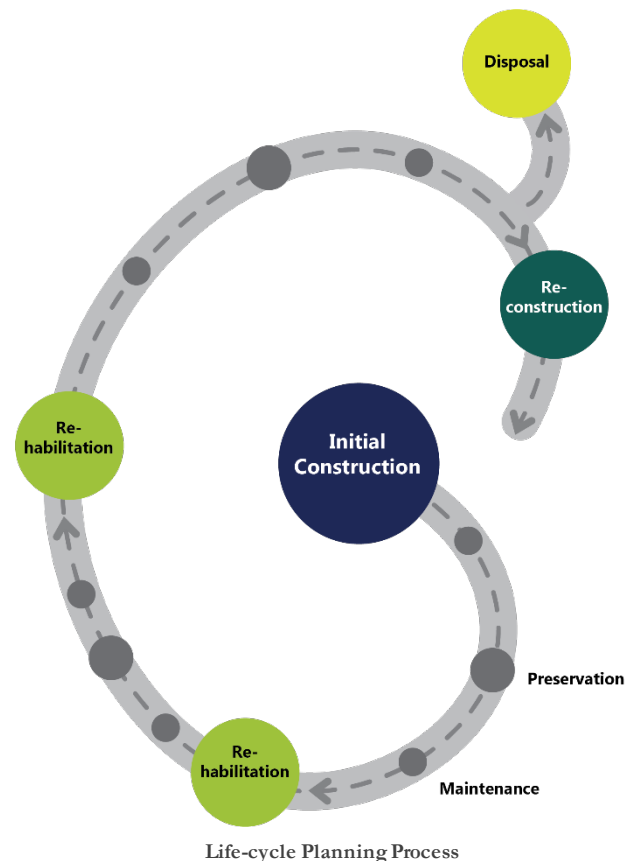 Disposal
Re-
construction
Re-
habilitation
Initial
Construction
Preservation
Re-
habilitation
Maintenance
Life-cycle Planning Process